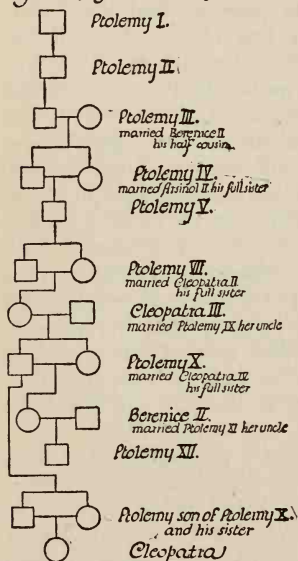 Ptolemy I.
Ptolemy II.
Ptolemy III.
married Berenice II
his half cousin
Ptolemy IV.
married Arsinol II his full sister
Ptolemy V.
Ptolemy VII.
married Cleopatra II
his full sister
Cleopatra III.
married Ptolemy IX her uncle
Ptolemy X.
married Cleopatra IV
his full sister
Berenice II.
married Ptolemy XI her uncle
Ptolemy XII.
Ptolemy son of Ptolemy X.
and his sister
Cleopatra